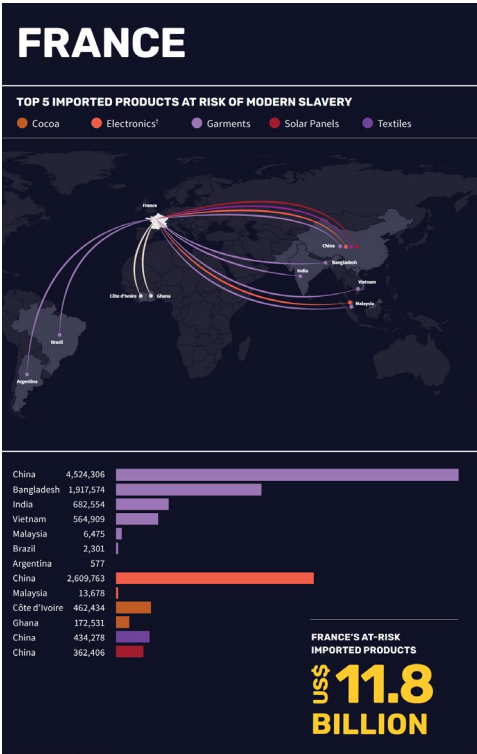 FRANCE
TOP 5 IMPORTED PRODUCTS AT RISK OF MODERN SLAVERY
Cocoa Electronics† Garments Solar Panels Textiles
France
China
Bangladesh
India
Vietnam
Côte d'Ivoire Ghana
Malaysia
Brazil
Argentina
China 4,524,306
Bangladesh 1,917,574
India 682,554
Vietnam 564,909
Malaysia 6,475
Brazil 2,301
Argentina 577
China 2,609,763
Malaysia 13,678
Côte d'Ivoire 462,434
Ghana 172,531
China 434,278
China 362,406
FRANCE'S AT-RISK
IMPORTED PRODUCTS
US$ 11.8
BILLION